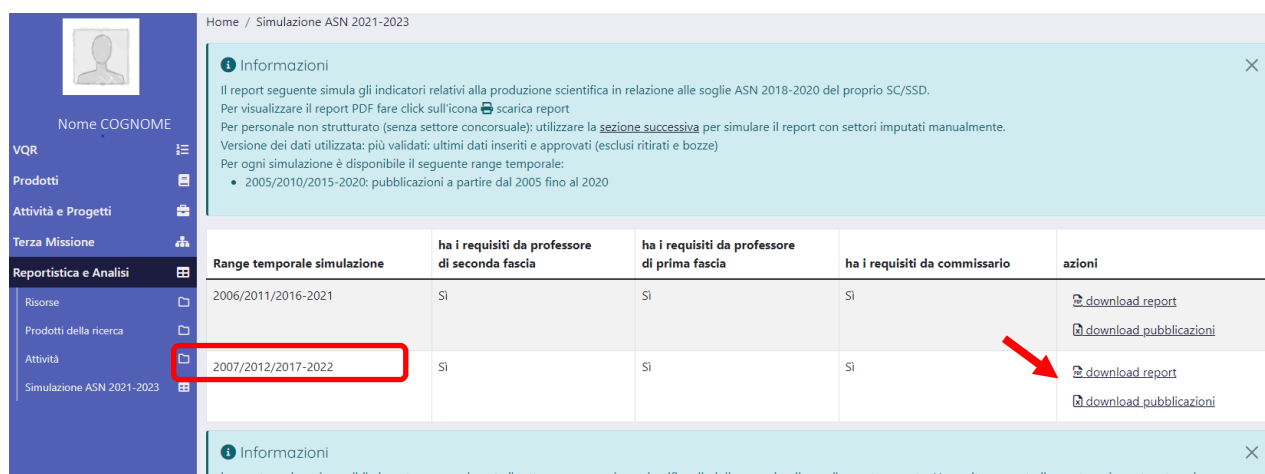 Home / Simulazione ASN 2021-2023
Nome COGNOME
VQR
Prodotti
Attività e Progetti
Terza Missione
Reportistica e Analisi
Risorse
Prodotti della ricerca
Attività
Simulazione ASN 2021-2023
Informazioni
Il report seguente simula gli indicatori relativi alla produzione scientifica in relazione alle soglie ASN 2018-2020 del proprio SC/SSD.
Per visualizzare il report PDF fare click sull'icona scarica report
Per personale non strutturato (senza settore concorsuale): utilizzare la sezione successiva per simulare il report con settori imputati manualmente.
Versione dei dati utilizzata: più validati: ultimi dati inseriti e approvati (esclusi ritirati e bozze)
Per ogni simulazione è disponibile il seguente range temporale:
• 2005/2010/2015-2020: pubblicazioni a partire dal 2005 fino al 2020
Range temporale simulazione
ha i requisiti da professore
di seconda fascia
ha i requisiti da professore
di prima fascia
ha i requisiti da commissario
azioni
2006/2011/2016-2021
Sì
Sì
Sì
download report
download pubblicazioni
2007/2012/2017-2022
Sì
Sì
Sì
download report
download pubblicazioni
Informazioni